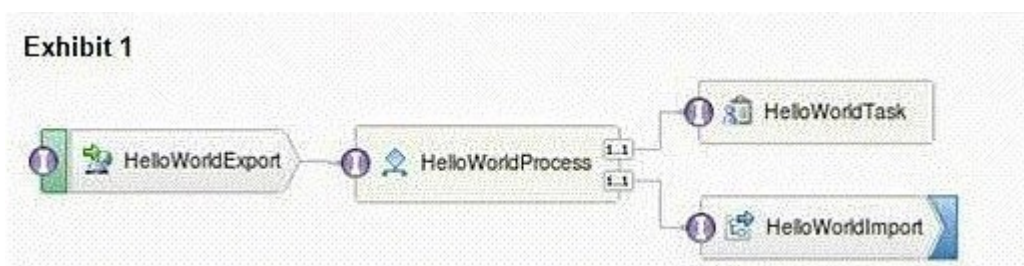 Exhibit 1
HelloWorldTask
HelloWorldExport
HelloWorldProcess
1..1
1..1
HelloWorldImport